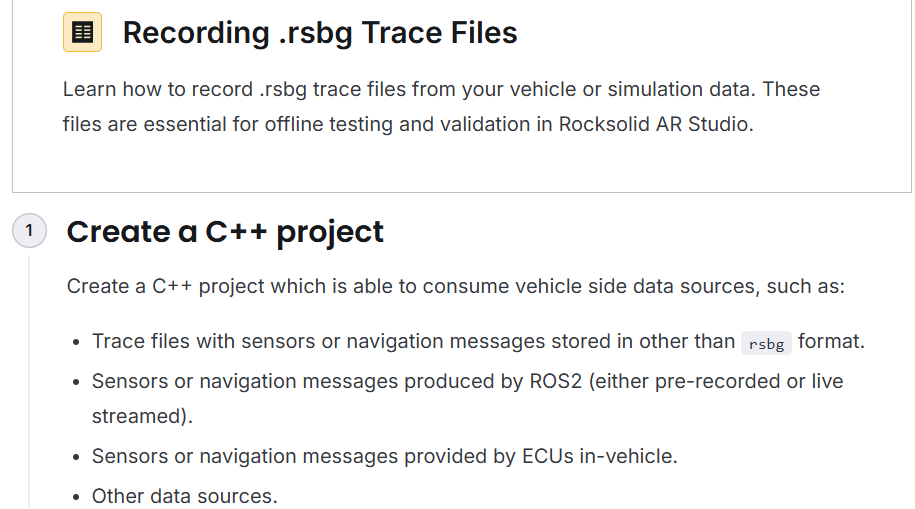 Recording .rsbg Trace Files
Learn how to record .rsbg trace files from your vehicle or simulation data. These
files are essential for offline testing and validation in Rocksolid AR Studio.
1
Create a C++ project
Create a C++ project which is able to consume vehicle side data sources, such as:
• Trace files with sensors or navigation messages stored in other than rsbg format.
• Sensors or navigation messages produced by ROS2 (either pre-recorded or live
streamed).
• Sensors or navigation messages provided by ECUs in-vehicle.
• Other data sources.